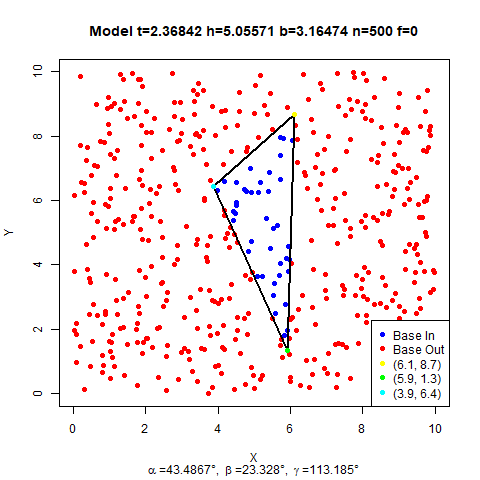 Model t=2.36842 h=5.05571 b=3.16474 n=500 f=0
10
8
6
4
2
0
Y
Base In
Base Out
(6.1, 8.7)
(5.9, 1.3)
(3.9, 6.4)
0 2 4 6 8 10
X
α=43.4867°, β=23.328°, γ=113.185°